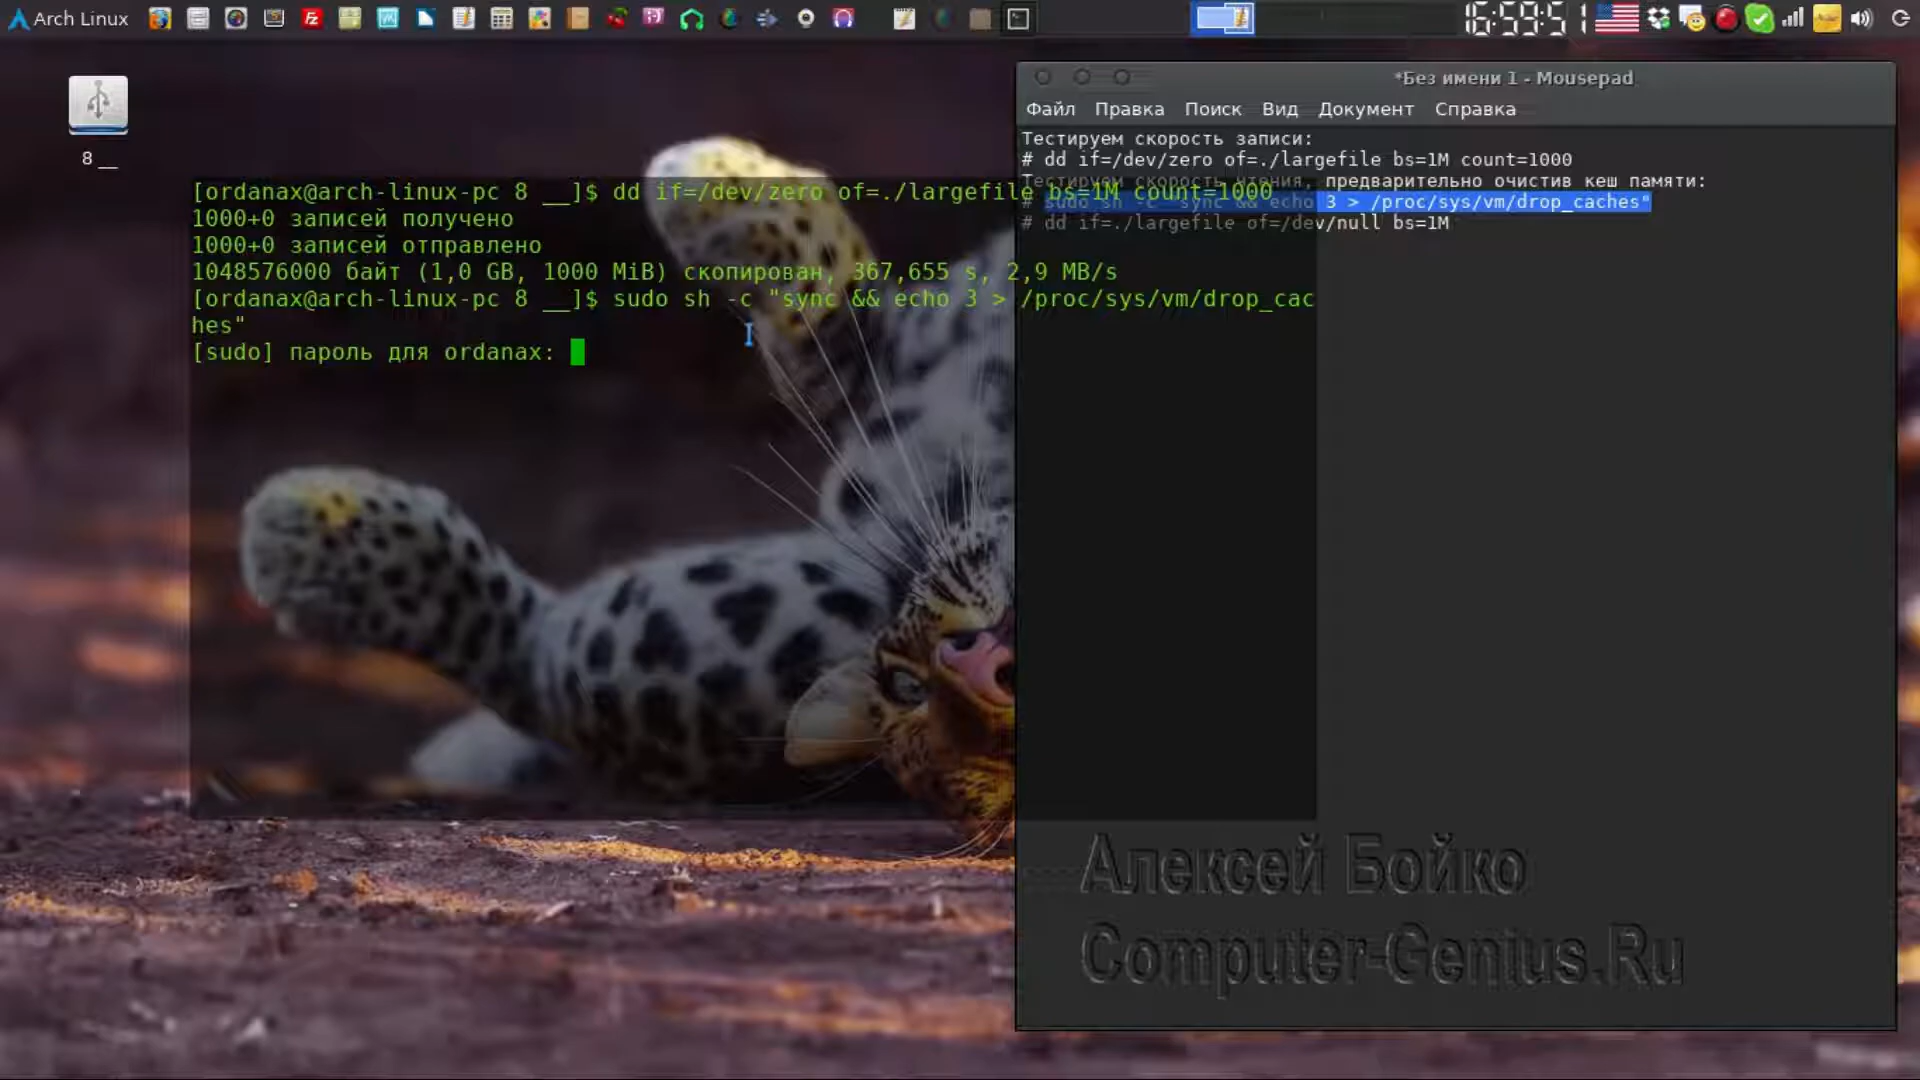 Arch Linux
16:59:51
8 __
[ordanax@arch-linux-pc 8 __]$ dd if=/dev/zero of=./largefile bs=1M count=1000
1000+0 записей получено
1000+0 записей отправлено
1048576000 байт (1,0 GB, 1000 MiB) скопирован, 367,655 s, 2,9 MB/s
[ordanax@arch-linux-pc 8 __]$ sudo sh -c "sync && echo 3 > /proc/sys/vm/drop_cac
hes"
[sudo] пароль для ordanax:
*Без имени 1 - Mousepad
Файл Правка Поиск Вид Документ Справка
Тестируем скорость записи:
# dd if=/dev/zero of=./largefile bs=1M count=1000
Тестируем скорость чтения, предварительно очистив кеш памяти:
# sudo sh -c "sync && echo 3 > /proc/sys/vm/drop_caches"
# dd if=./largefile of=/dev/null bs=1M
Алексей Бойко
Computer-Genius.Ru